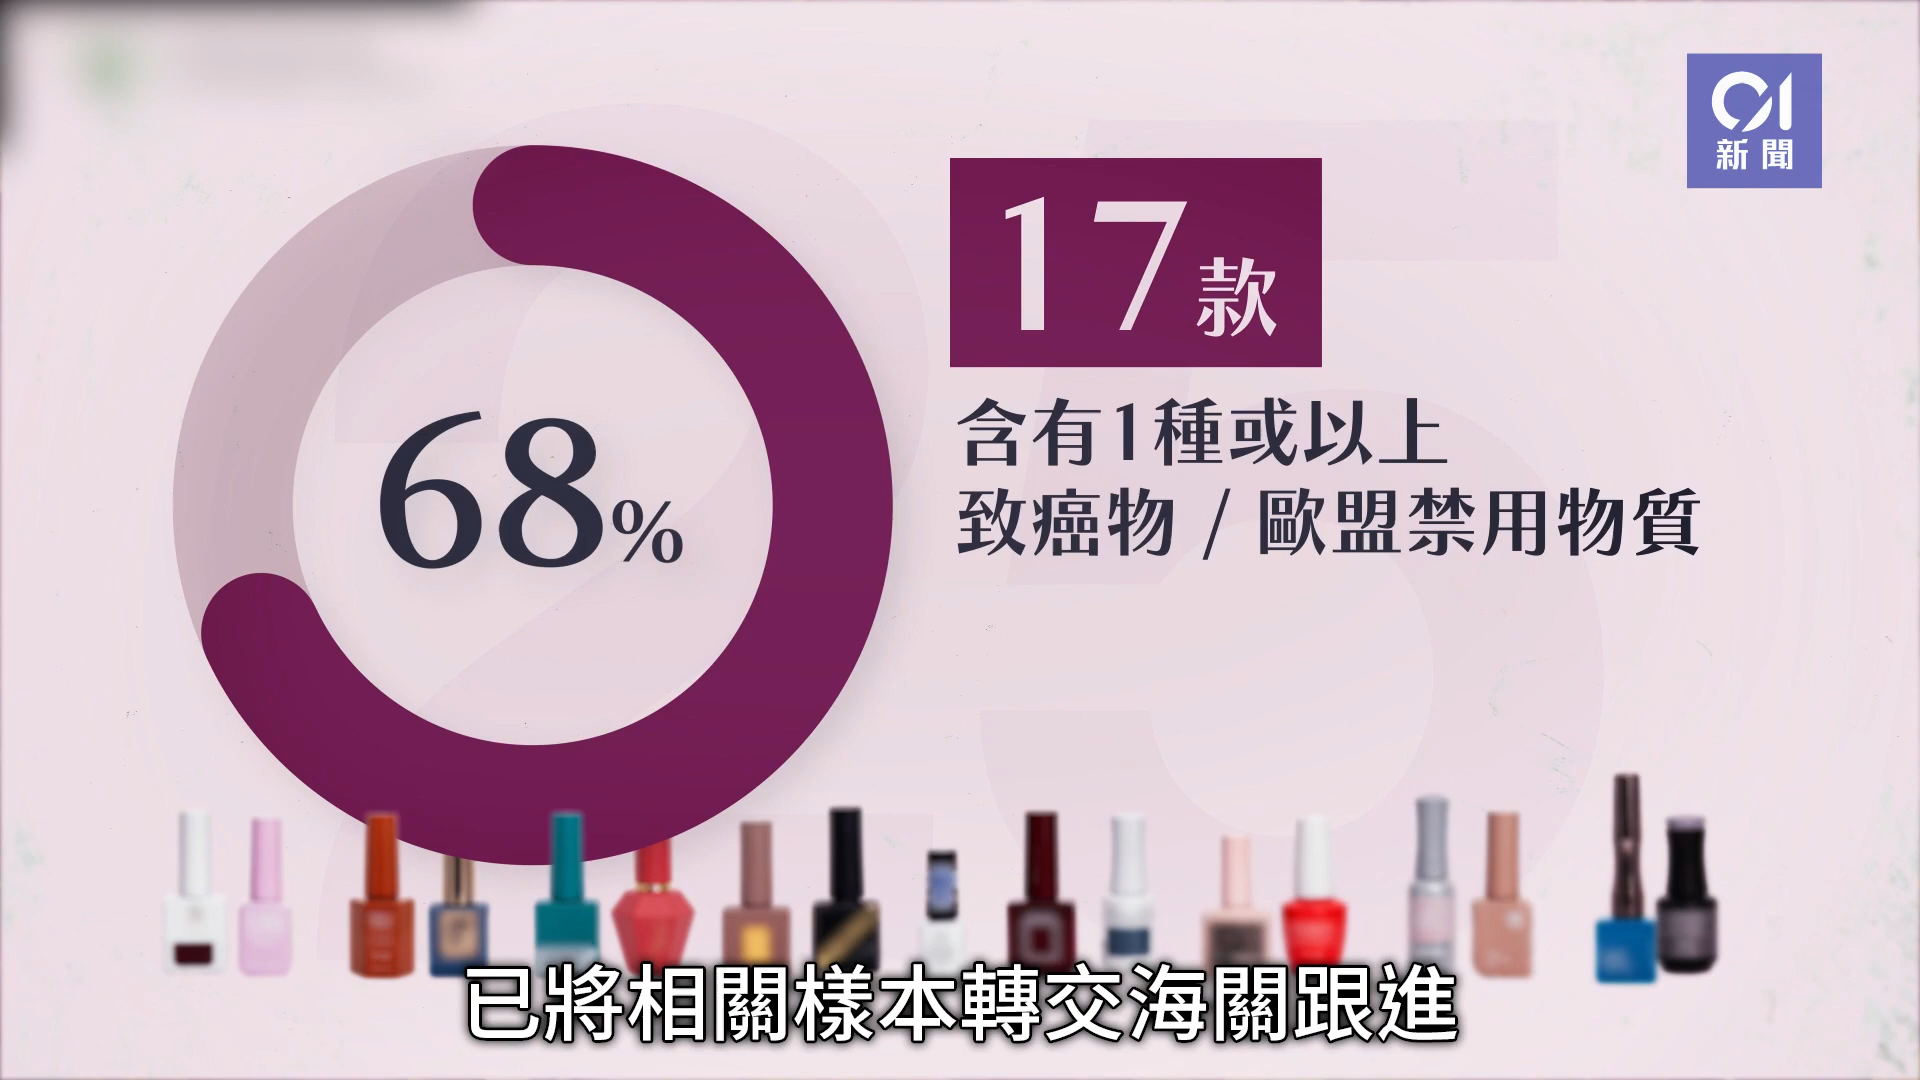 01
新聞
68%
17款
含有1種或以上
致癌物 / 歐盟禁用物質
已將相關樣本轉交海關跟進